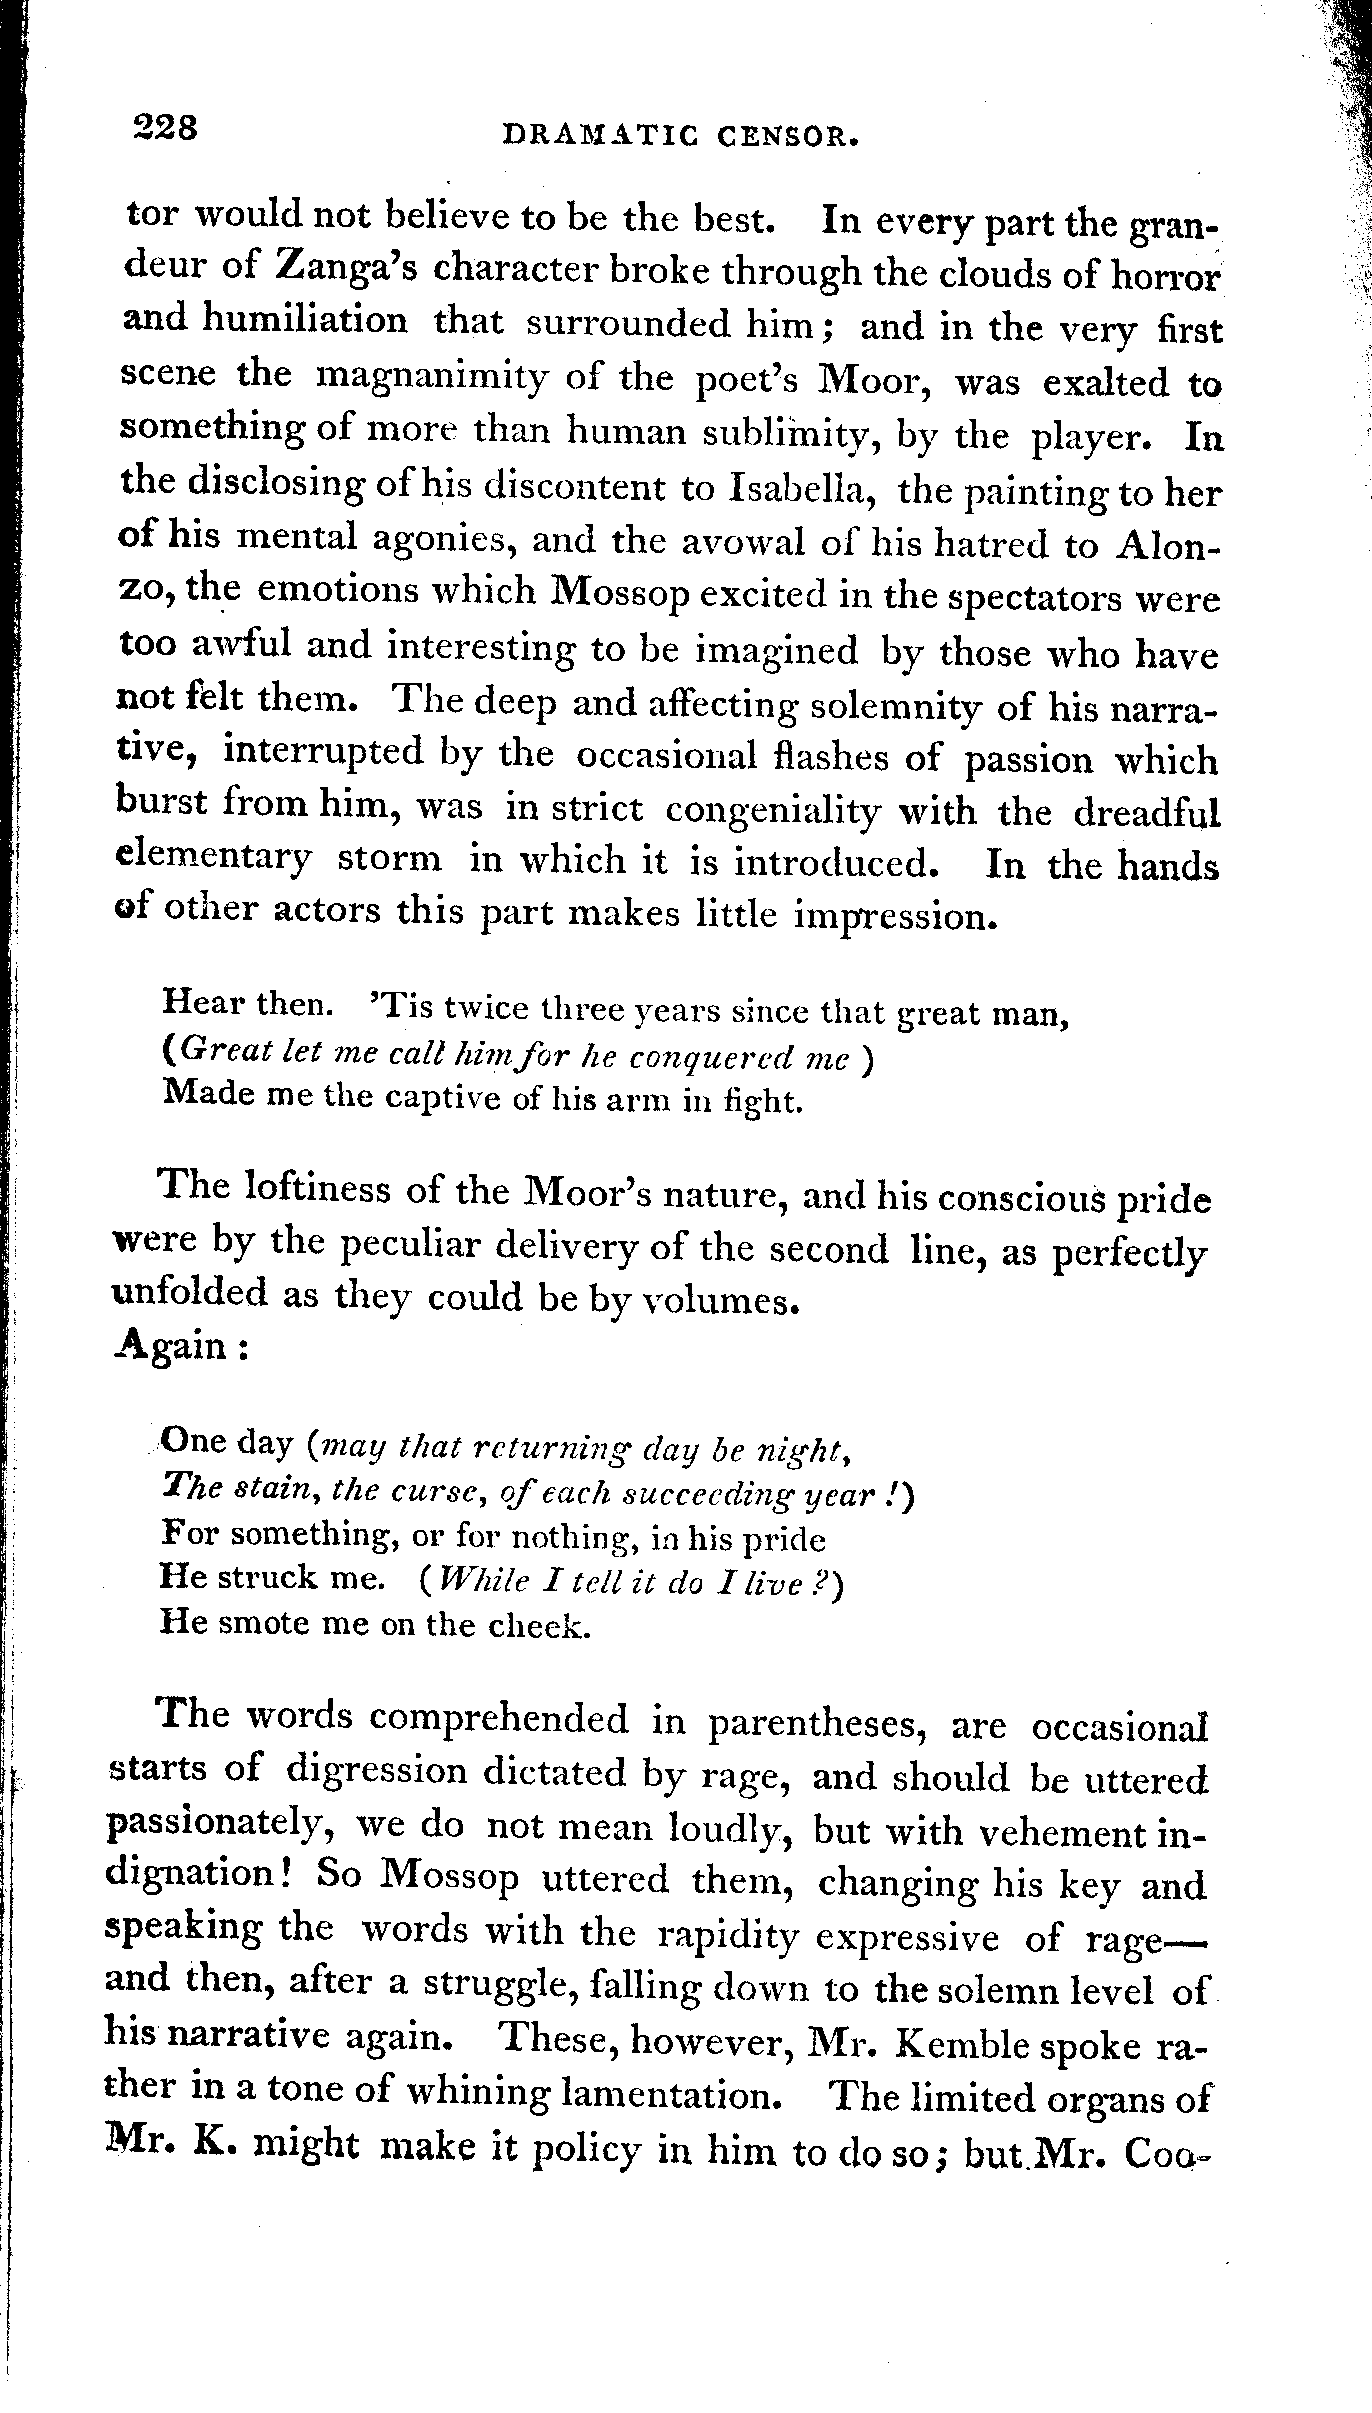 228 DRAMATIC CENSOR.
tor would not believe to be the best. In every part the gran-
deur of Zanga's character broke through the clouds of horror
and humiliation that surrounded him; and in the very first
scene the magnanimity of the poet's Moor, was exalted to
something of more than human sublimity, by the player. In
the disclosing of his discontent to Isabella, the painting to her
of his mental agonies, and the avowal of his hatred to Alon-
zo, the emotions which Mossop excited in the spectators were
too awful and interesting to be imagined by those who have
not felt them. The deep and affecting solemnity of his narra-
tive, interrupted by the occasional flashes of passion which
burst from him, was in strict congeniality with the dreadful
elementary storm in which it is introduced. In the hands
of other actors this part makes little impression.
Hear then. 'Tis twice three years since that great man,
(Great let me call him for he conquered me )
Made me the captive of his arm in fight.
The loftiness of the Moor's nature, and his conscious pride
were by the peculiar delivery of the second line, as perfectly
unfolded as they could be by volumes.
Again :
One day (may that returning day be night,
The stain, the curse, of each succeeding year !)
For something, or for nothing, in his pride
He struck me. (While I tell it do I live ?)
He smote me on the cheek.
The words comprehended in parentheses, are occasional
starts of digression dictated by rage, and should be uttered
passionately, we do not mean loudly, but with vehement in-
dignation! So Mossop uttered them, changing his key and
speaking the words with the rapidity expressive of rage—
and then, after a struggle, falling down to the solemn level of
his narrative again. These, however, Mr. Kemble spoke ra-
ther in a tone of whining lamentation. The limited organs of
Mr. K. might make it policy in him to do so; but Mr. Coo-